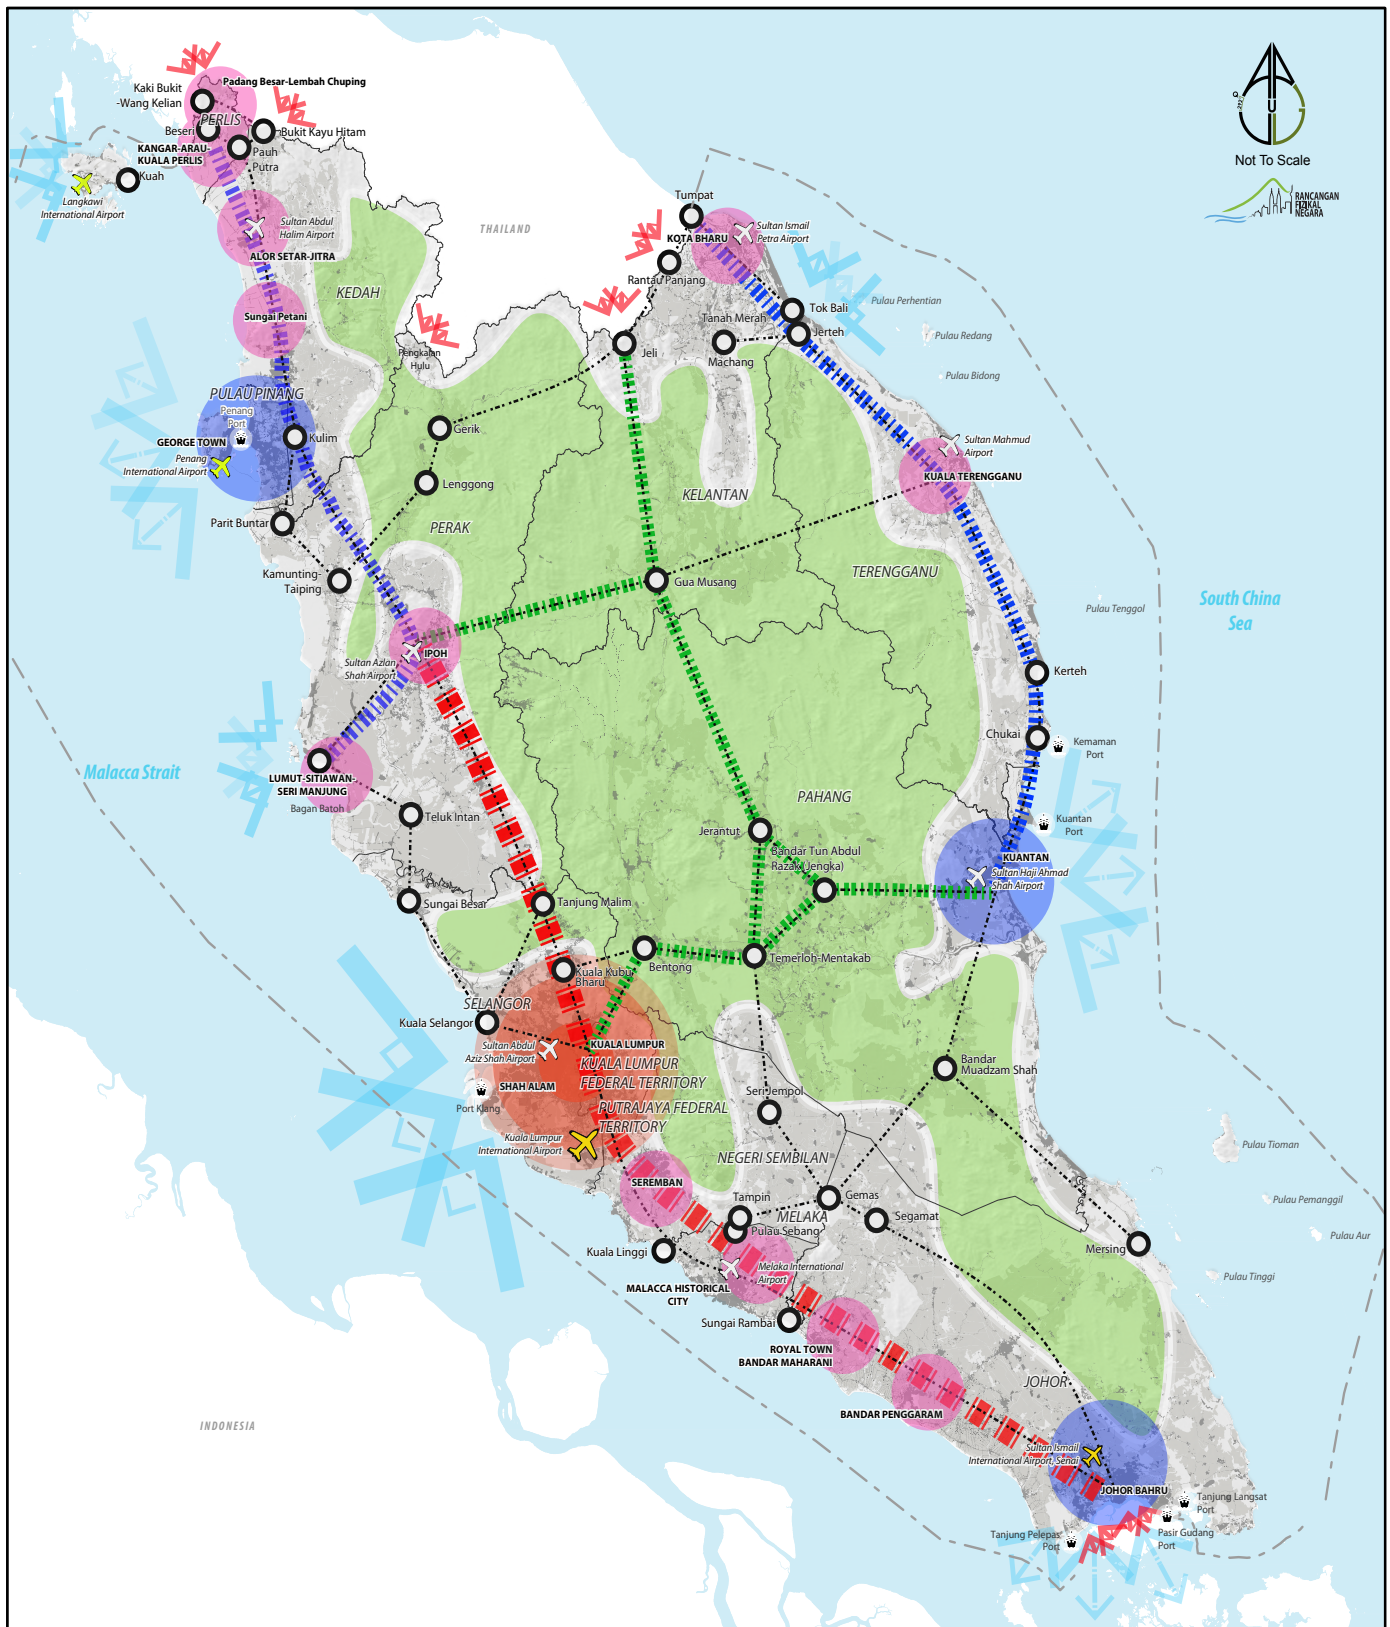 Padang Besar-Lembah Chuping
Kaki Bukit
-Wang Kelian
PERLIS
Beseri
Bukit Kayu Hitam
KANGAR-ARAU-
KUALA PERLIS
Pauh
Putra
Kuah
Langkawi
International Airport
Sultan Abdul
Halim Airport
ALOR SETAR-JITRA
THAILAND
KEDAH
Sungai Petani
Pengkalan
Hulu
PULAU PINANG
Penang
Port
GEORGE TOWN
Kulim
Penang
International Airport
Parit Buntar
Kamunting-
Taiping
Gerik
Lenggong
PERAK
Tumpat
KOTA BHARU
Sultan Ismail
Petra Airport
Rantau Panjang
Tok Bali
Pulau Perhentian
Tanah Merah
Jerteh
Pulau Redang
Jeli
Machang
Pulau Bidong
Sultan Mahmud
Airport
KUALA TERENGGANU
KELANTAN
Gua Musang
TERENGGANU
Pulau Tenggol
South China
Sea
Sultan Azlan
Shah Airport
IPOH
Kerteh
Chukai
Kemaman
Port
Malacca Strait
LUMUT-SITIAWAN-
SERI MANJUNG
Bagan Batoh
Teluk Intan
PAHANG
Jerantut
Bandar Tun Abdul
Razak (Jengka)
Kuantan
Port
KUANTAN
Sultan Haji Ahmad
Shah Airport
Sungai Besar
Tanjung Malim
Bentong
Temerloh-Mentakab
Kuala Kubu
Bharu
SELANGOR
Kuala Selangor
Sultan Abdul
Aziz Shah Airport
KUALA LUMPUR
KUALA LUMPUR
FEDERAL TERRITORY
SHAH ALAM
Port Klang
PUTRAJAYA FEDERAL
TERRITORY
Kuala Lumpur
International Airport
Bandar
Muadzam Shah
Seri Jempol
NEGERI SEMBILAN
SEREMBAN
Tampin
Gemas
MELAKA
Segamat
Pulau Sebang
Kuala Linggi
Melaka International
Airport
MALACCA HISTORICAL
CITY
Sungai Rambai
Mersing
Pulau Tioman
Pulau Pemanggil
Pulau Aur
Pulau Tinggi
ROYAL TOWN
BANDAR MAHARANI
JOHOR
BANDAR PENGGARAM
INDONESIA
Sultan Ismail
International Airport, Senai
JOHOR BAHRU
Tanjung Langsat
Port
Tanjung Pelepas
Port
Pasir Gudang
Port
Not To Scale
RANCANGAN
FIZIKAL
NEGARA